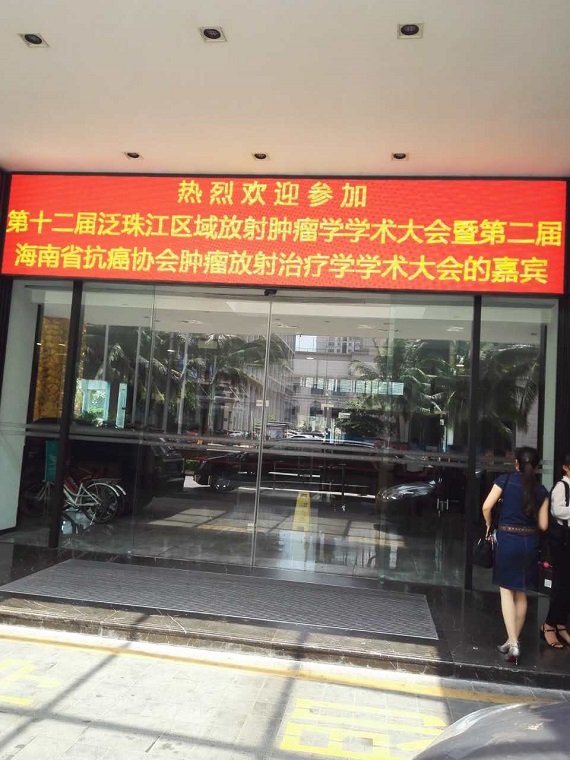 热烈欢迎参加
第十二届泛珠江区域放射肿瘤学学术大会暨第二届
海南省抗癌协会肿瘤放射治疗学学术大会的嘉宾